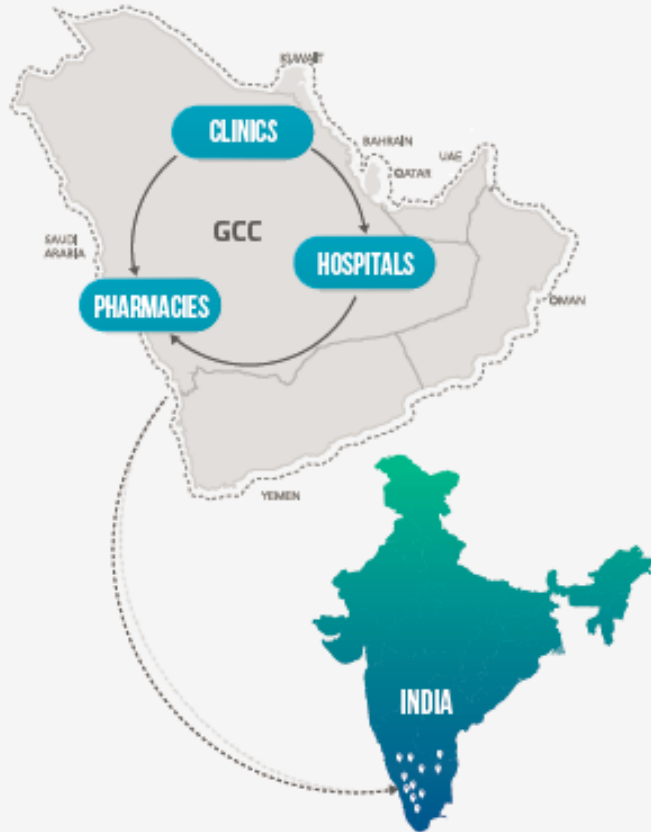 KUWAIT
CLINICS
BAHRAIN
UAE
QATAR
GCC
SAUDI
ARABIA
HOSPITALS
PHARMACIES
OMAN
YEMEN
INDIA